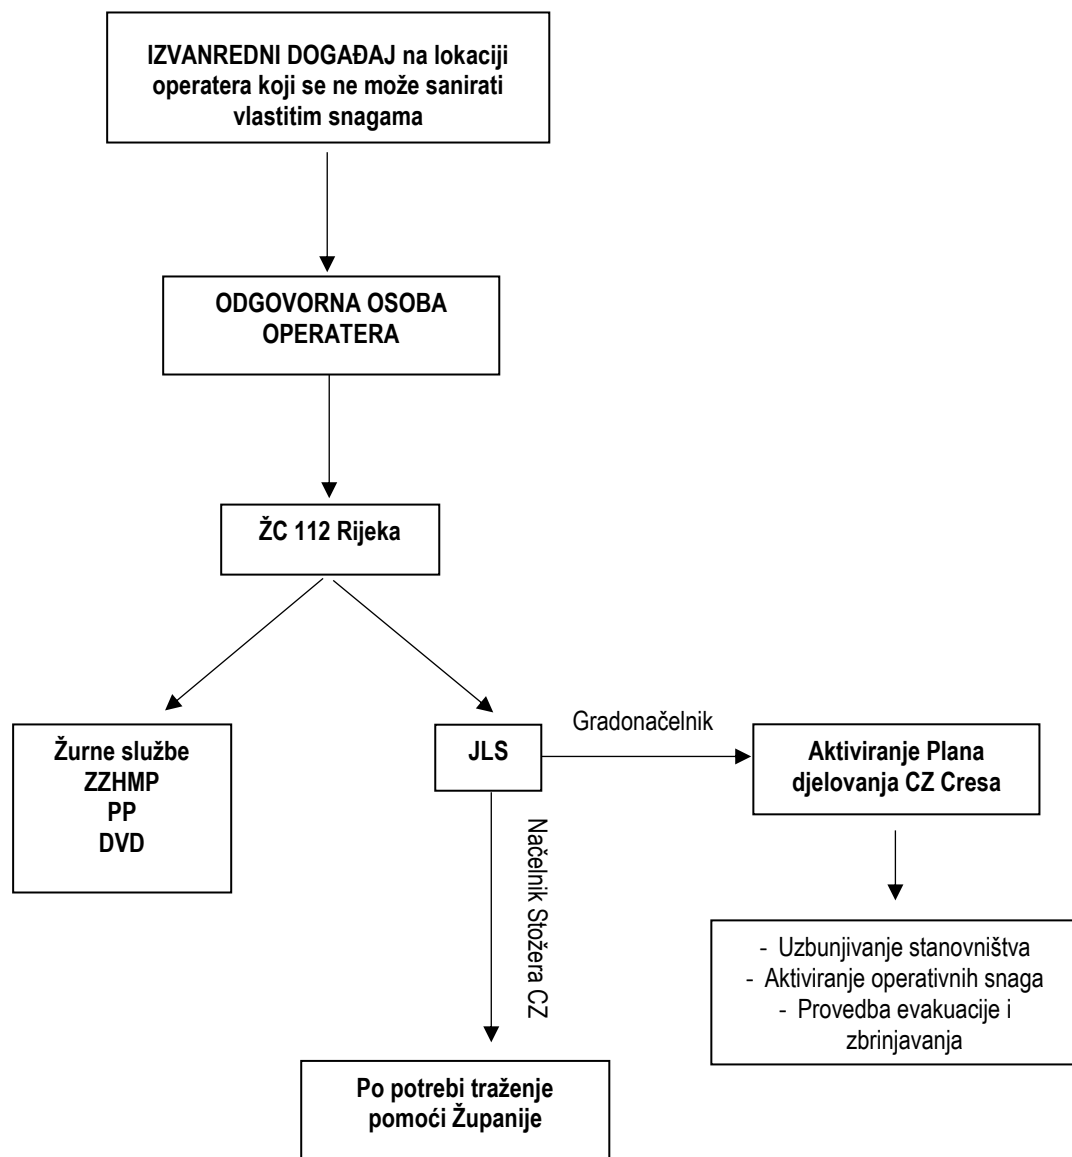 IZVANREDNI DOGAĐAJ na lokaciji
operatera koji se ne može sanirati
vlastitim snagama
ODGOVORNA OSOBA
OPERATERA
ŽC 112 Rijeka
Žurne službe
ZZHMP
PP
DVD
JLS
Gradonačelnik
Aktiviranje Plana
djelovanja CZ Cresa
Načelnik Stožera CZ
- Uzbunjivanje stanovništva
- Aktiviranje operativnih snaga
- Provedba evakuacije i
zbrinjavanja
Po potrebi traženje
pomoći Županije